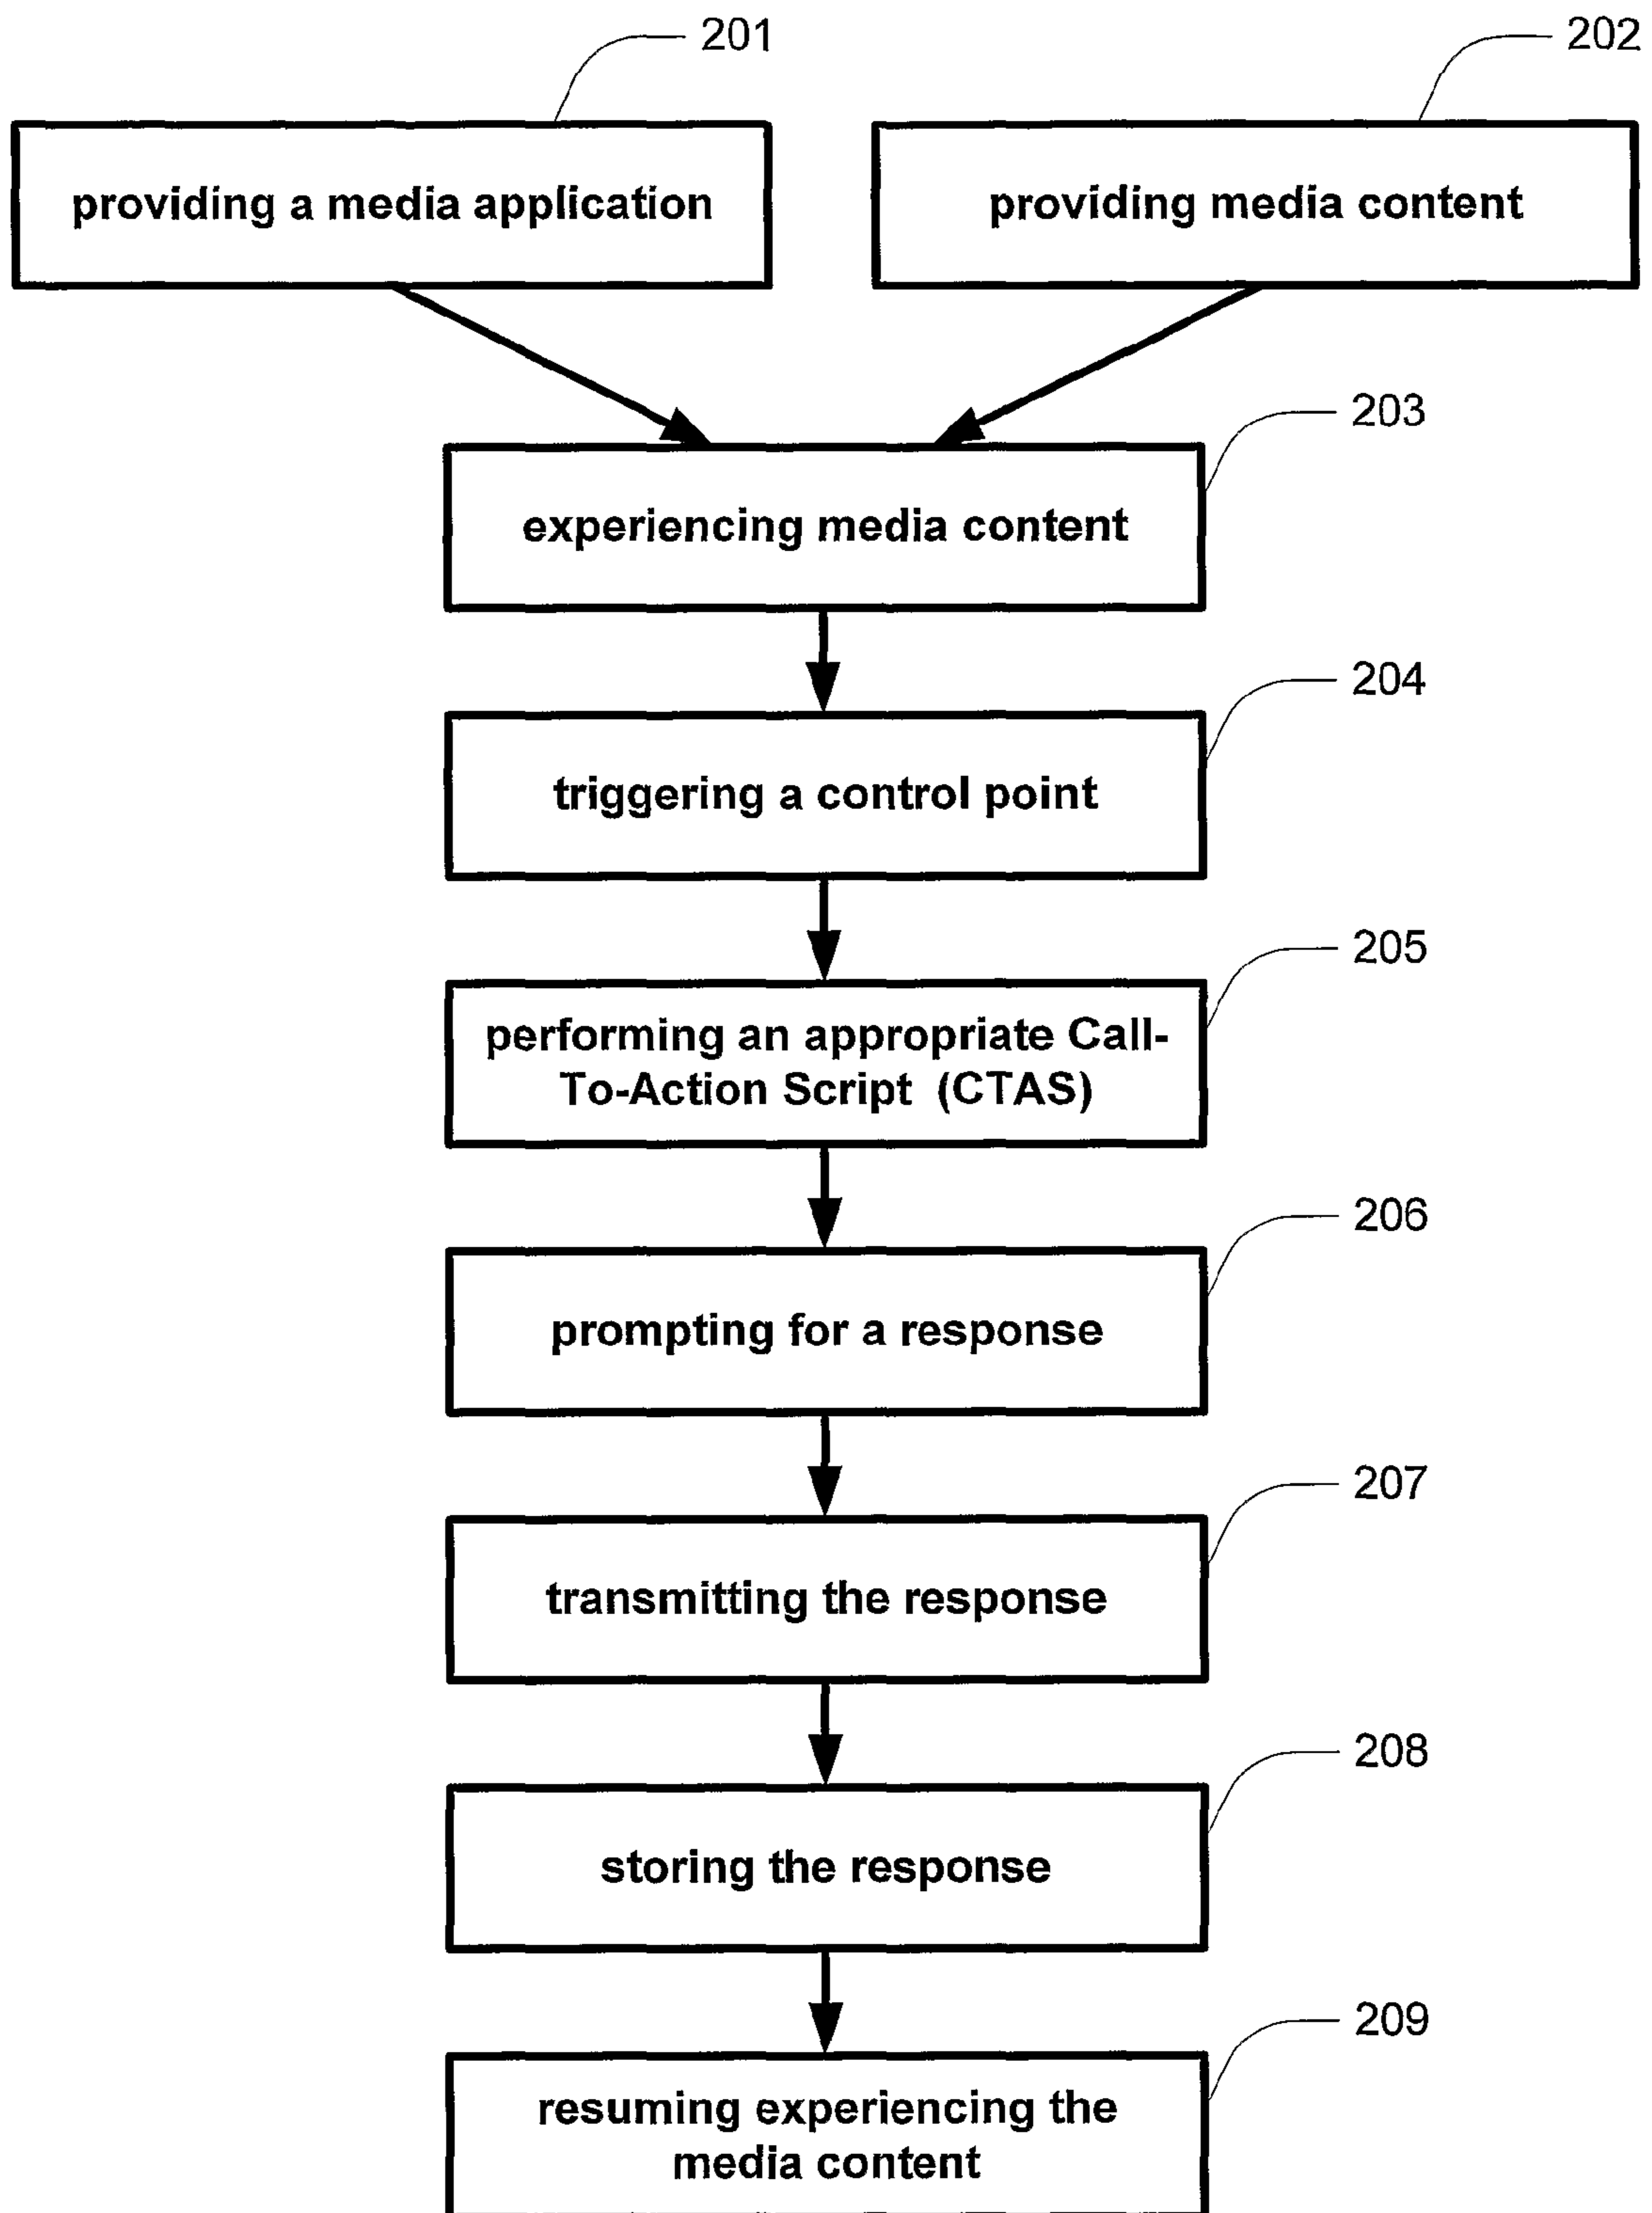 201
202
providing a media application
providing media content
203
experiencing media content
204
triggering a control point
205
performing an appropriate Call-
To-Action Script (CTAS)
206
prompting for a response
207
transmitting the response
208
storing the response
209
resuming experiencing the
media content